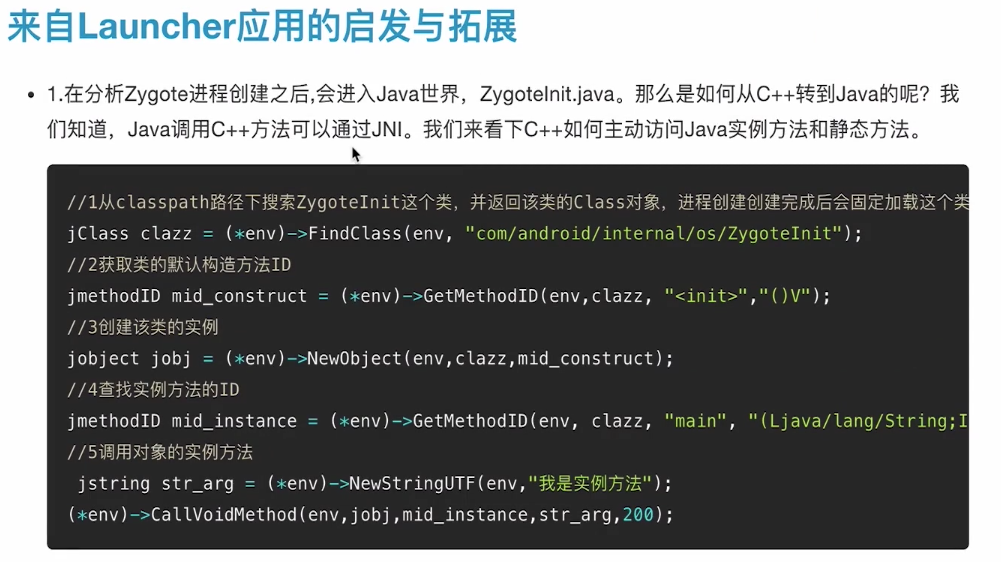 来自Launcher应用的启发与拓展
• 1.在分析Zygote进程创建之后,会进入Java世界，ZygoteInit.java。那么是如何从C++转到Java的呢？我
们知道，Java调用C++方法可以通过JNI。我们来看下C++如何主动访问Java实例方法和静态方法。
//1从classpath路径下搜索ZygoteInit这个类，并返回该类的Class对象，进程创建创建完成后会固定加载这个类
jClass clazz = (*env)->FindClass(env, "com/android/internal/os/ZygoteInit");
//2获取类的默认构造方法ID
jmethodID mid_construct = (*env)->GetMethodID(env,clazz, "<init>","()V");
//3创建该类的实例
jobject jobj = (*env)->NewObject(env,clazz,mid_construct);
//4查找实例方法的ID
jmethodID mid_instance = (*env)->GetMethodID(env, clazz, "main", "(Ljava/lang/String;I
//5调用对象的实例方法
jstring str_arg = (*env)->NewStringUTF(env,"我是实例方法");
(*env)->CallVoidMethod(env,jobj,mid_instance,str_arg,200);